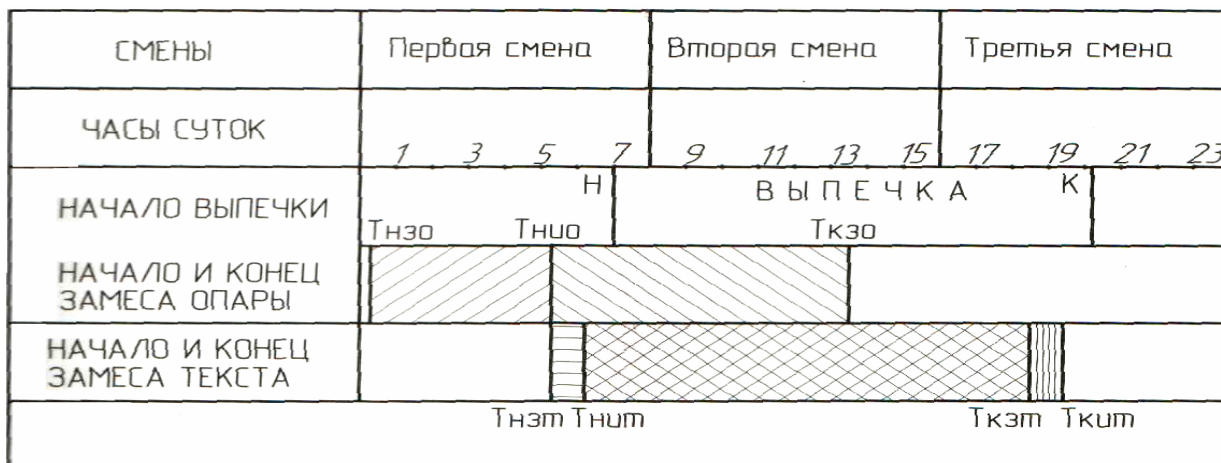 СМЕНЫ Первая смена Вторая смена Третья смена
ЧАСЫ СУТОК
1 3 5 7 9 11 13 15 17 19 21 23
НАЧАЛО ВЫПЕЧКИ Н ВЫПЕЧКА К
Тнзо Тнио Ткзо
НАЧАЛО И КОНЕЦ
ЗАМЕСА ОПАРЫ
НАЧАЛО И КОНЕЦ
ЗАМЕСА ТЕКСТА
Тнзт Тнит Ткзт Ткит